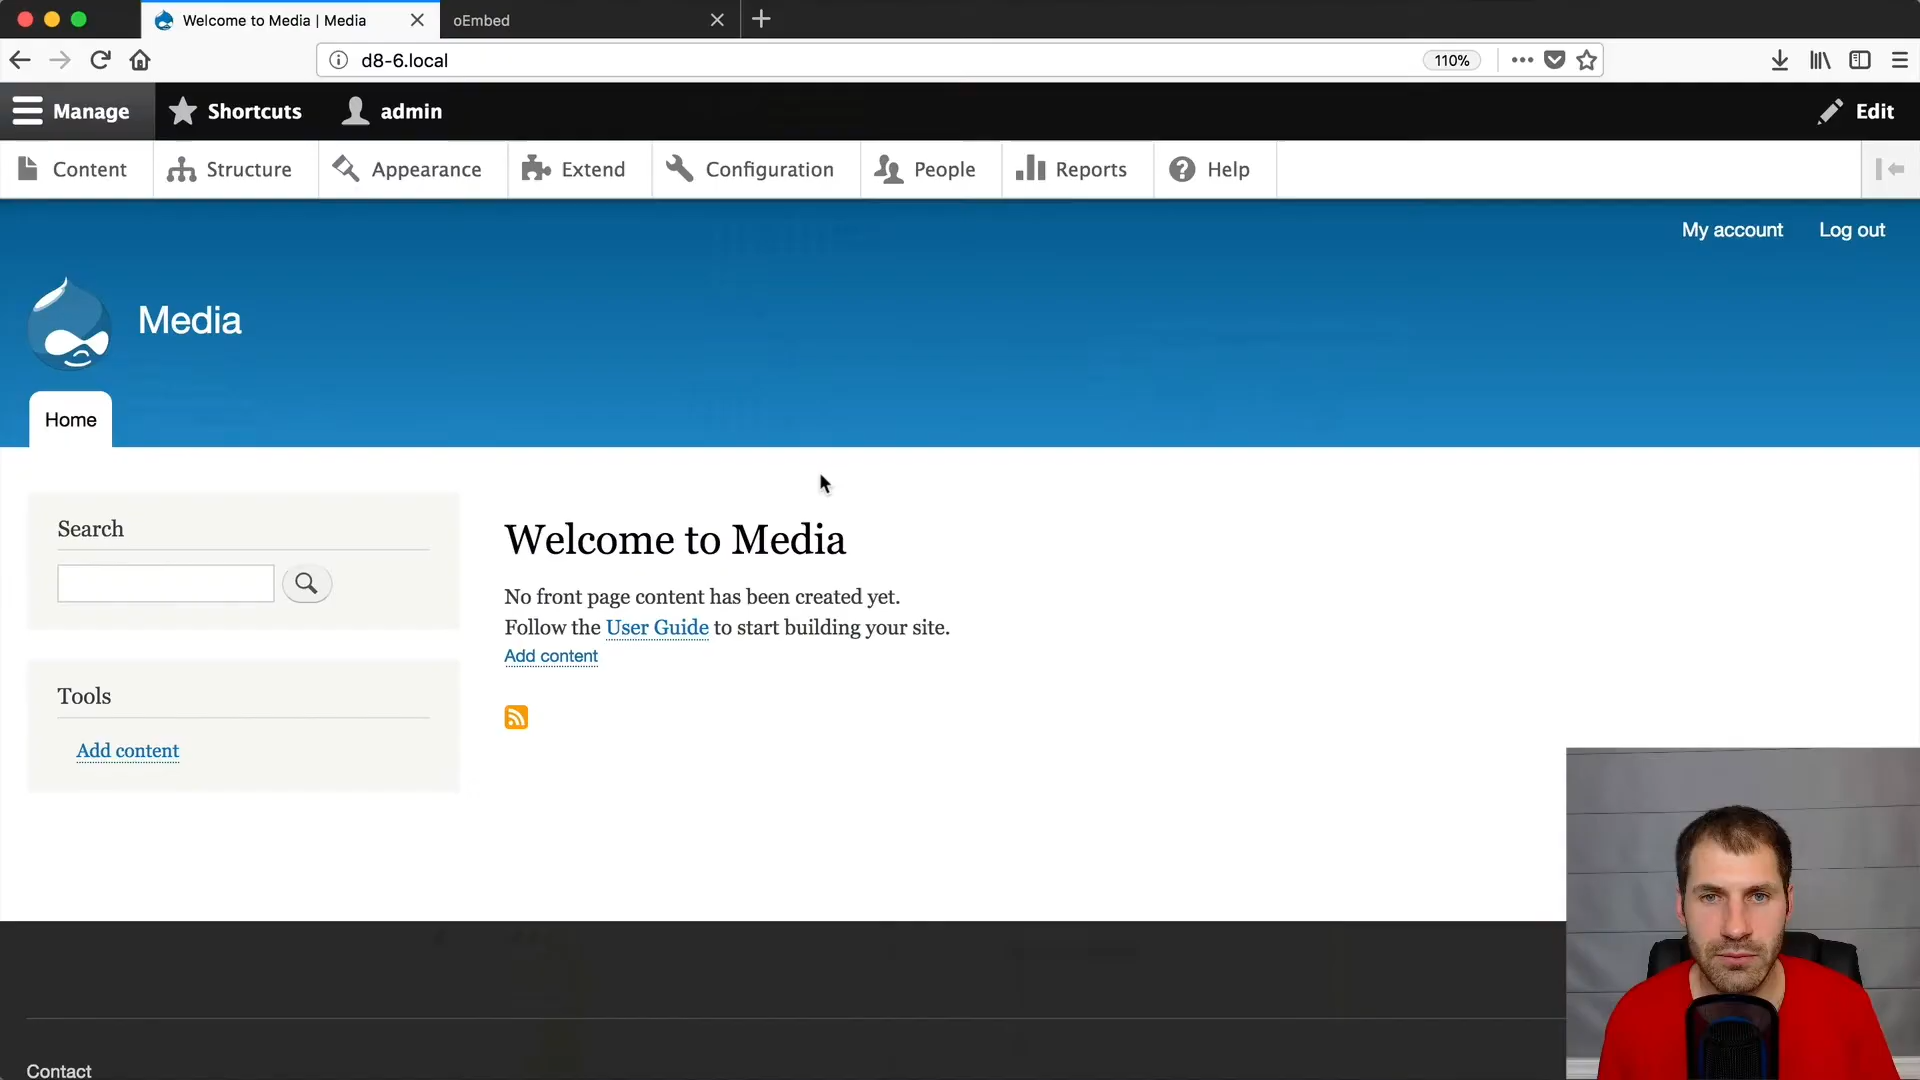 Welcome to Media | Media
oEmbed
d8-6.local
110%
Manage
Shortcuts
admin
Edit
Content
Structure
Appearance
Extend
Configuration
People
Reports
Help
My account
Log out
Media
Home
Search
Welcome to Media
No front page content has been created yet.
Follow the User Guide to start building your site.
Add content
Tools
Add content
Contact